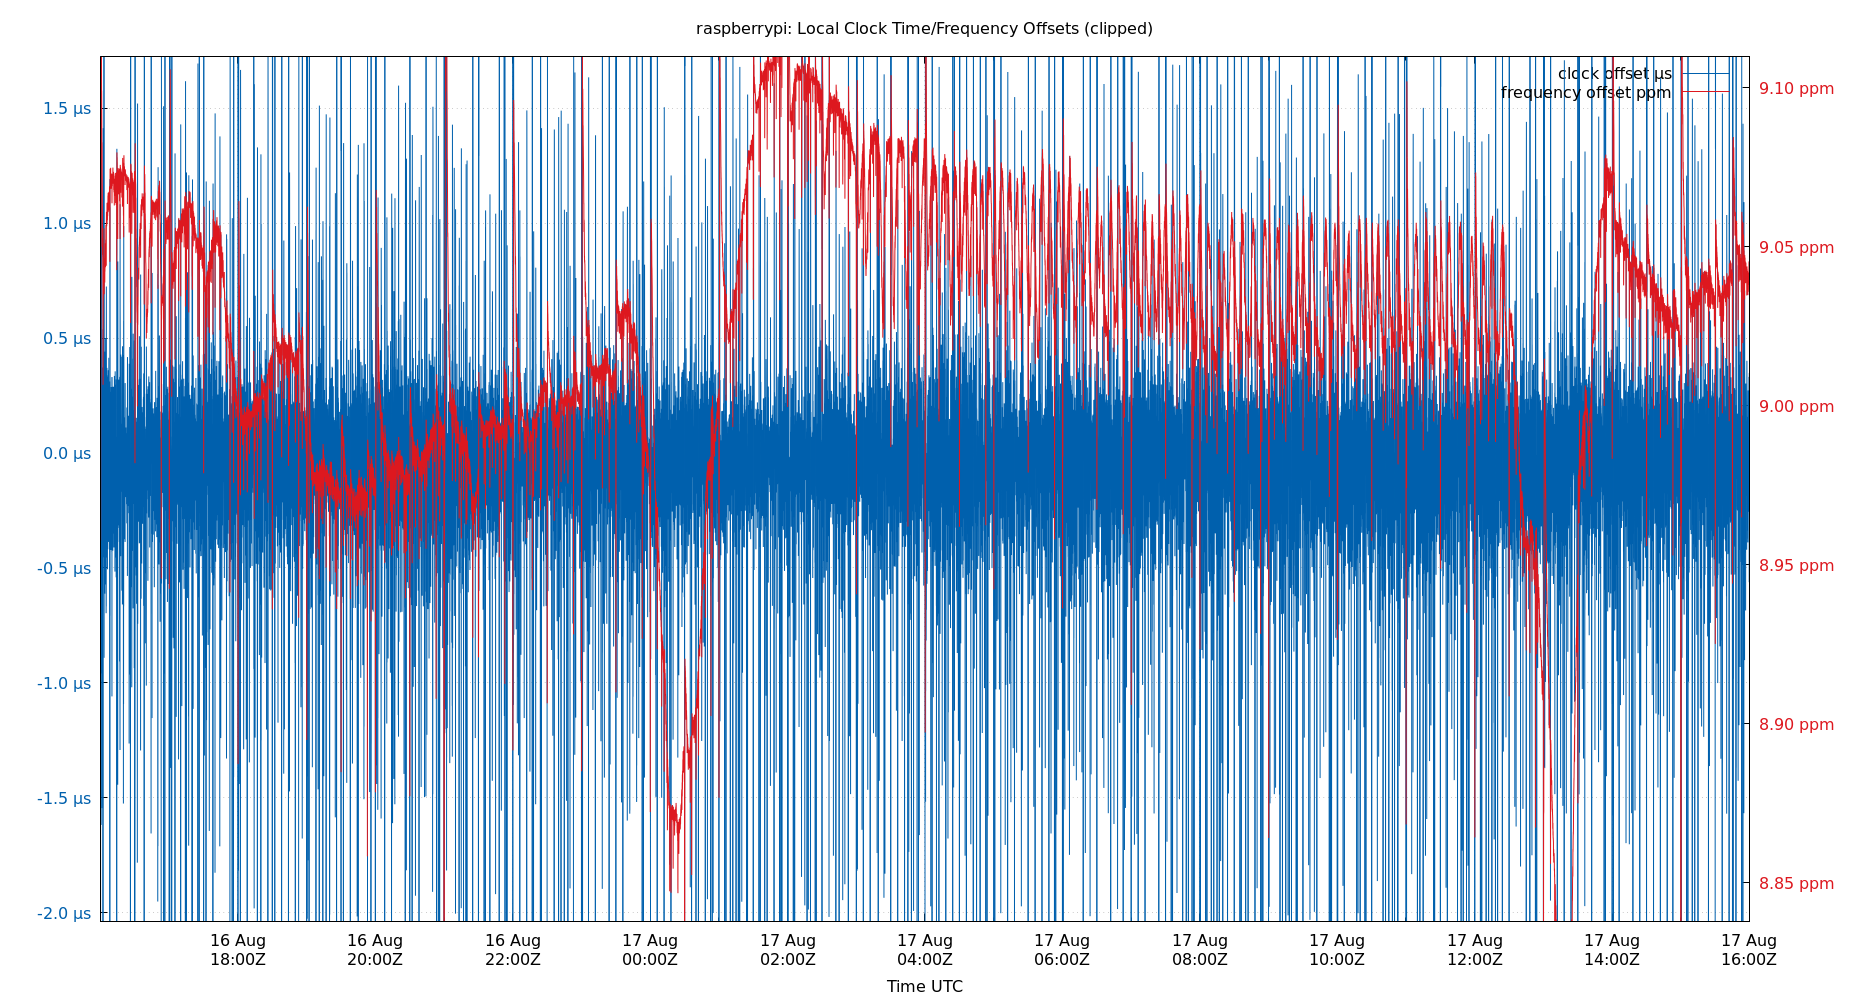 raspberrypi: Local Clock Time/Frequency Offsets (clipped)
clock offset µs
frequency offset ppm
1.5 µs
1.0 µs
0.5 µs
0.0 µs
-0.5 µs
-1.0 µs
-1.5 µs
-2.0 µs
9.10 ppm
9.05 ppm
9.00 ppm
8.95 ppm
8.90 ppm
8.85 ppm
16 Aug 16 Aug 16 Aug 17 Aug 17 Aug 17 Aug 17 Aug 17 Aug 17 Aug 17 Aug 17 Aug 17 Aug
18:00Z 20:00Z 22:00Z 00:00Z 02:00Z 04:00Z 06:00Z 08:00Z 10:00Z 12:00Z 14:00Z 16:00Z
Time UTC